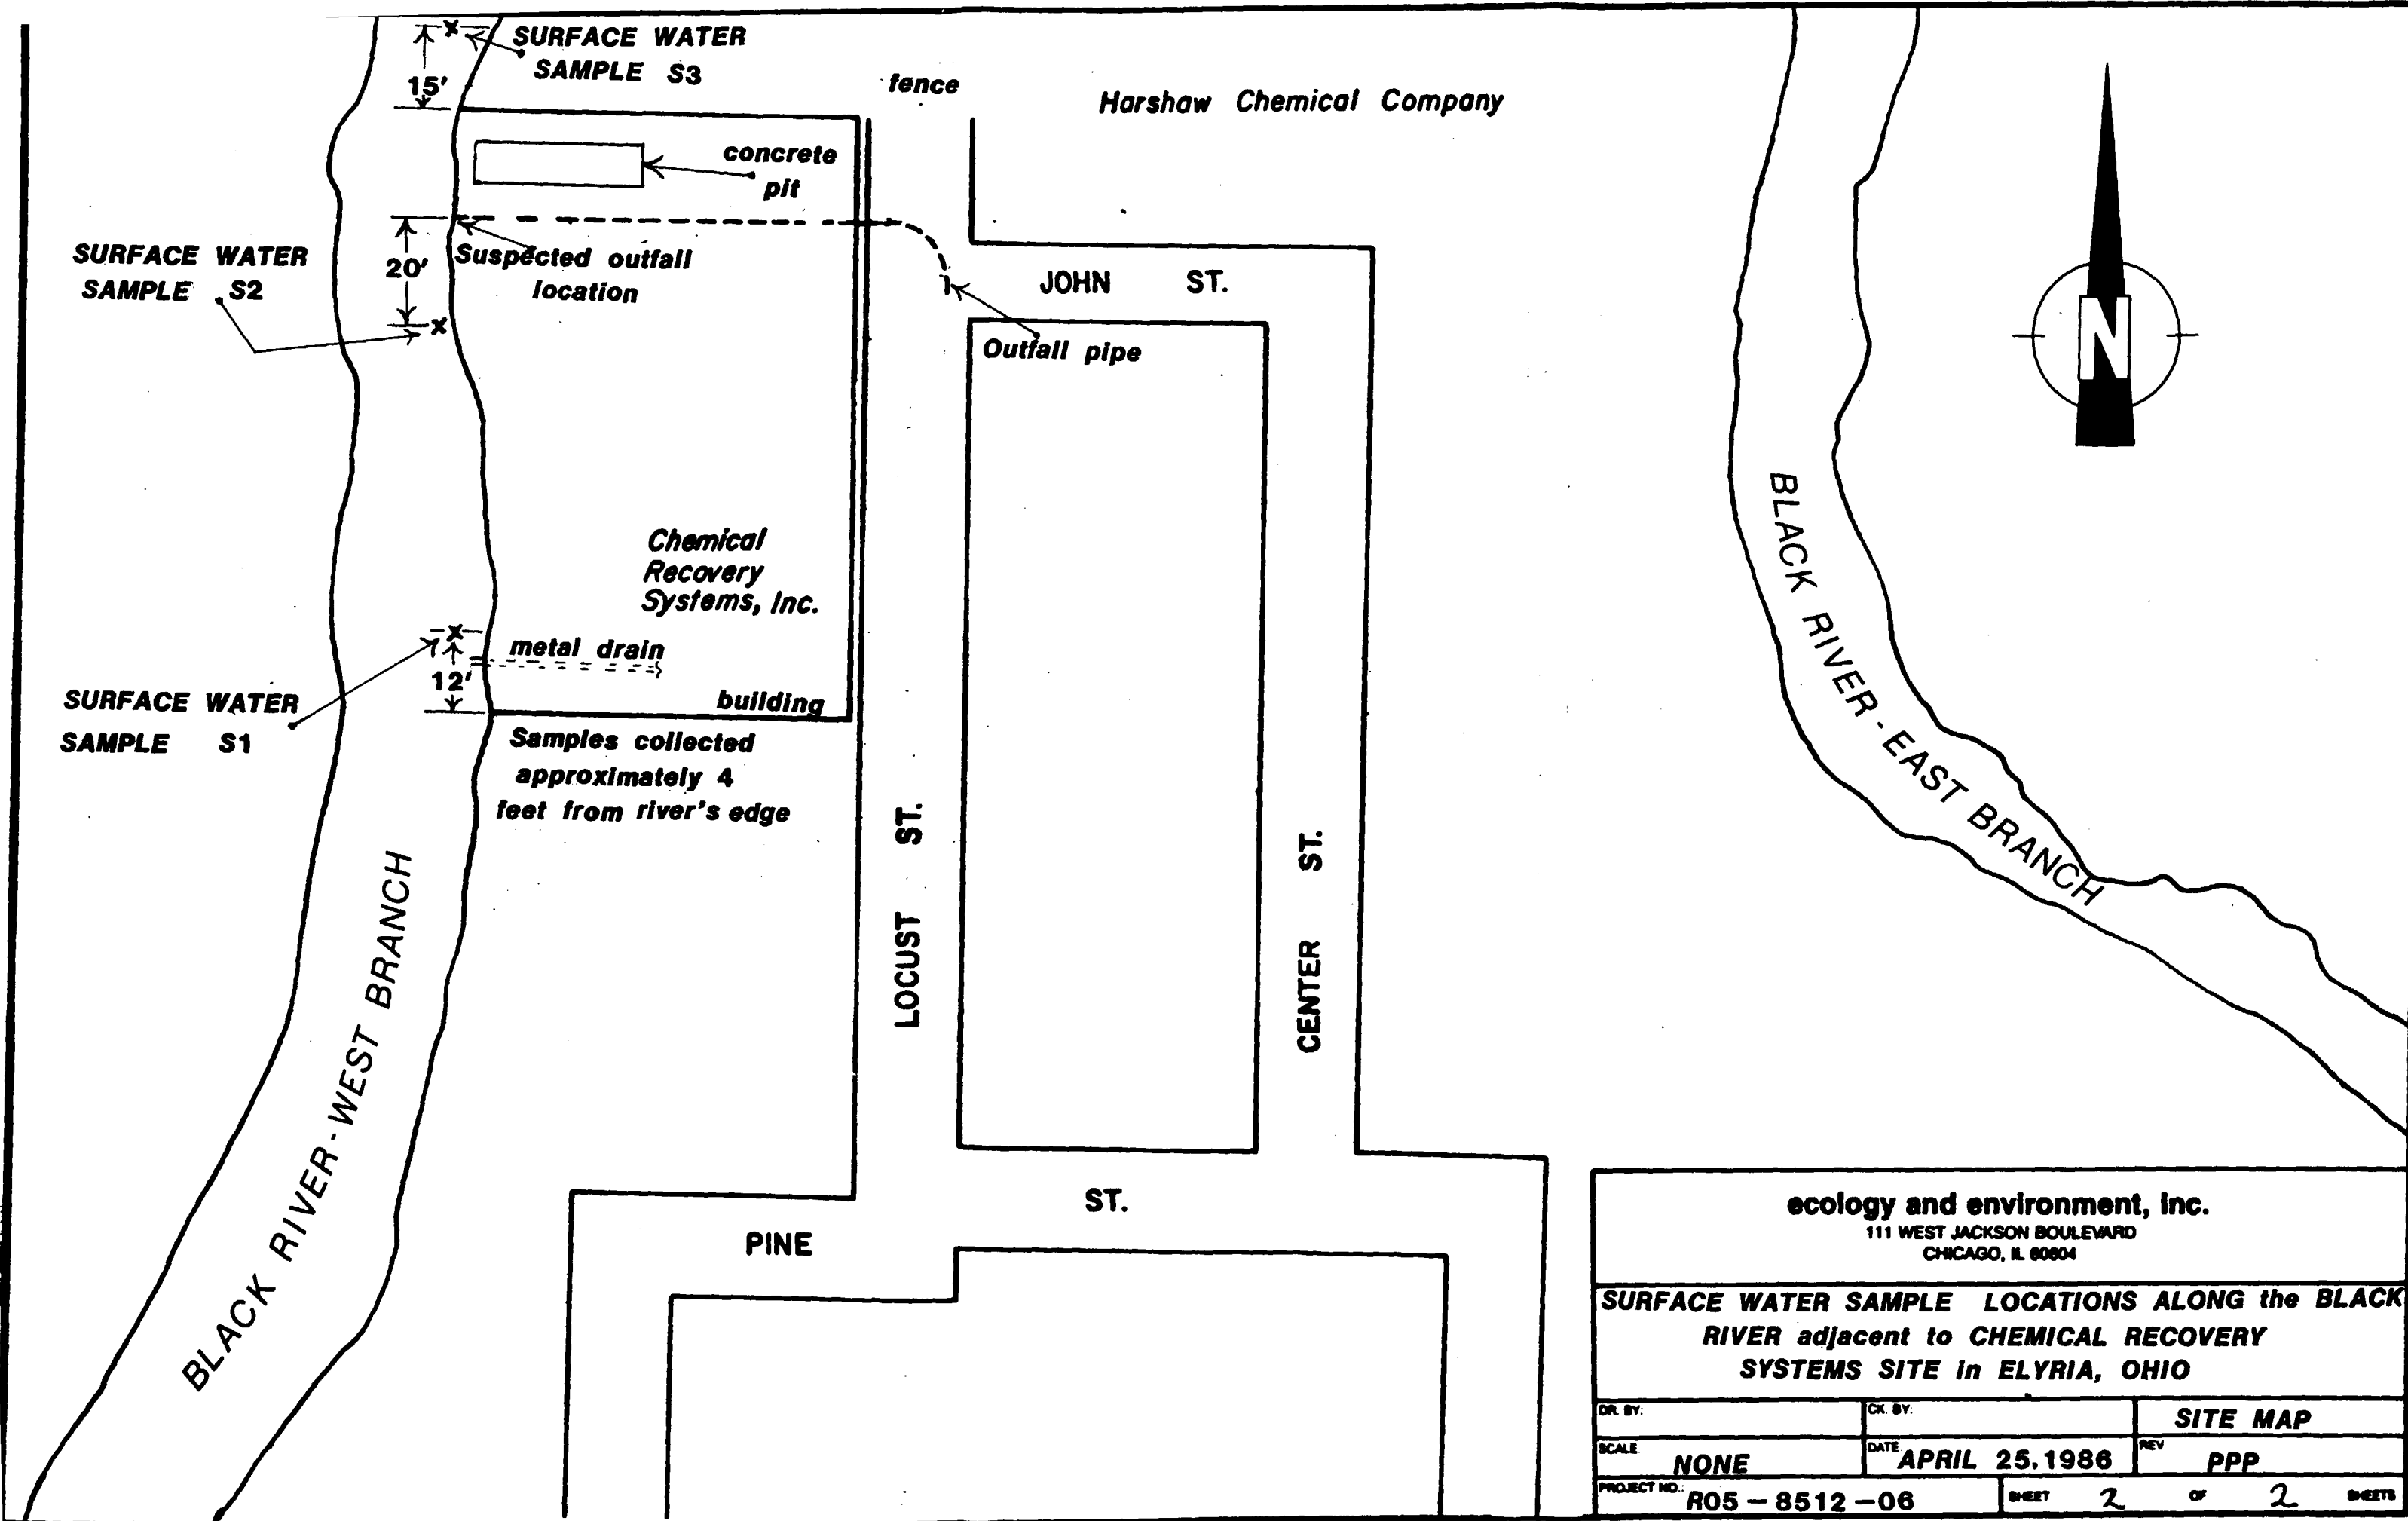 SURFACE WATER
SAMPLE S3
15'
fence
Harshaw Chemical Company
concrete
pit
SURFACE WATER
SAMPLE S2
20'
Suspected outfall
location
JOHN ST.
Outfall pipe
N
Chemical
Recovery
Systems, Inc.
metal drain
12'
building
SURFACE WATER
SAMPLE S1
Samples collected
approximately 4
feet from river's edge
LOCUST ST.
CENTER ST.
BLACK RIVER-WEST BRANCH
BLACK RIVER-EAST BRANCH
PINE ST.
ecology and environment, inc.
111 WEST JACKSON BOULEVARD
CHICAGO, IL 60604
SURFACE WATER SAMPLE LOCATIONS ALONG the BLACK
RIVER adjacent to CHEMICAL RECOVERY
SYSTEMS SITE in ELYRIA, OHIO
DR. BY:
CK. BY:
SITE MAP
SCALE NONE
DATE APRIL 25.1986
REV PPP
PROJECT NO.: R05-8512-06
SHEET 2 OF 2 SHEETS